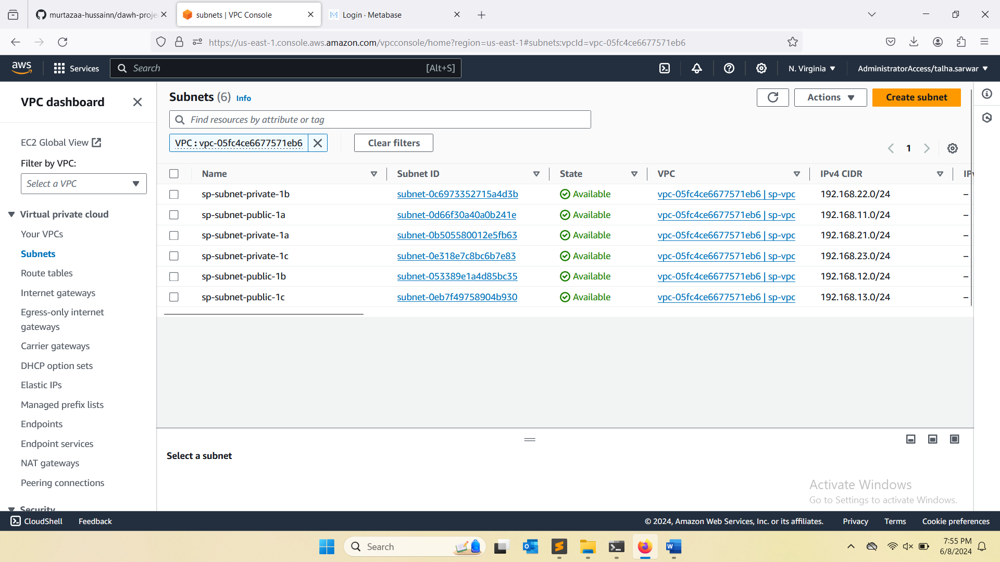 murtazaa-hussainn/dawh-proje
subnets | VPC Console
Login · Metabase
https://us-east-1.console.aws.amazon.com/vpcconsole/home?region=us-east-1#subnets:vpcId=vpc-05fc4ce6677571eb6
aws
Services
Search
[Alt+S]
N. Virginia
AdministratorAccess/talha.sarwar
VPC dashboard
EC2 Global View
Filter by VPC:
Select a VPC
Virtual private cloud
Your VPCs
Subnets
Route tables
Internet gateways
Egress-only internet
gateways
Carrier gateways
DHCP option sets
Elastic IPs
Managed prefix lists
Endpoints
Endpoint services
NAT gateways
Peering connections
Security
Subnets (6) Info
Actions
Create subnet
Find resources by attribute or tag
VPC : vpc-05fc4ce6677571eb6
Clear filters
1
Name Subnet ID State VPC IPv4 CIDR IPv
sp-subnet-private-1b subnet-0c6973352715a4d3b Available vpc-05fc4ce6677571eb6 | sp-vpc 192.168.22.0/24 –
sp-subnet-public-1a subnet-0d66f30a40a0b241e Available vpc-05fc4ce6677571eb6 | sp-vpc 192.168.11.0/24 –
sp-subnet-private-1a subnet-0b505580012e5fb63 Available vpc-05fc4ce6677571eb6 | sp-vpc 192.168.21.0/24 –
sp-subnet-private-1c subnet-0e318e7c8bc6b7e83 Available vpc-05fc4ce6677571eb6 | sp-vpc 192.168.23.0/24 –
sp-subnet-public-1b subnet-053389e1a4d85bc35 Available vpc-05fc4ce6677571eb6 | sp-vpc 192.168.12.0/24 –
sp-subnet-public-1c subnet-0eb7f49758904b930 Available vpc-05fc4ce6677571eb6 | sp-vpc 192.168.13.0/24 –
Select a subnet
Activate Windows
Go to Settings to activate Windows.
CloudShell
Feedback
© 2024, Amazon Web Services, Inc. or its affiliates.
Privacy
Terms
Cookie preferences
Search
7:55 PM
6/8/2024